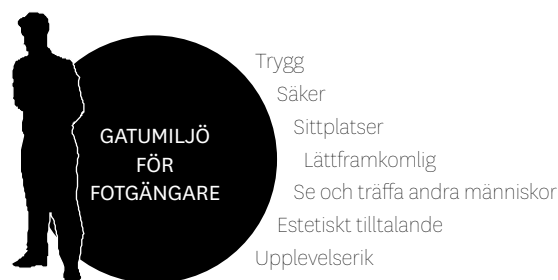 GATUMILJÖ
FÖR
FOTGÄNGARE
Trygg
Säker
Sittplatser
Lättframkomlig
Se och träffa andra människor
Estetiskt tilltalande
Upplevelserik